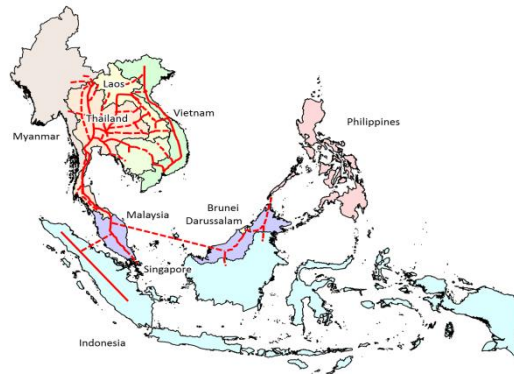 Laos
Thailand
Vietnam
Myanmar
Philippines
Malaysia
Brunei
Darussalam
Singapore
Indonesia